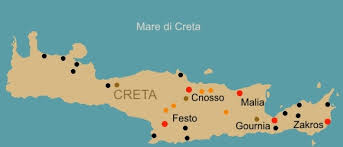 Mare di Creta
CRETA
Cnosso
Malia
Festo
Gournia
Zakros